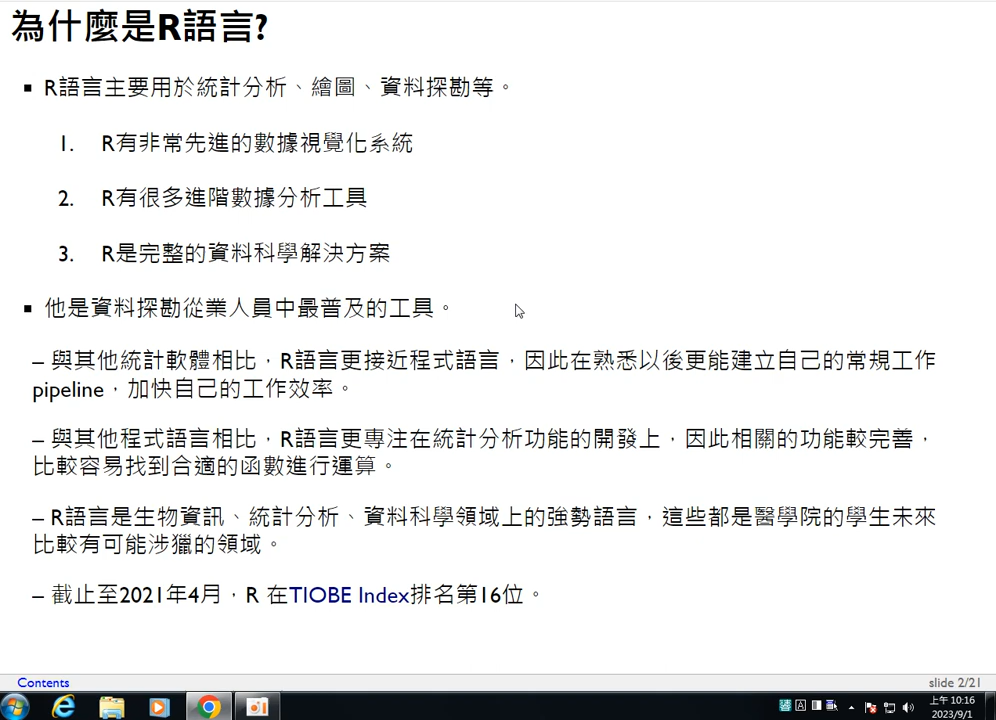 為什麼是R語言?
▪ R語言主要用於統計分析、繪圖、資料探勘等。
1. R有非常先進的數據視覺化系統
2. R有很多進階數據分析工具
3. R是完整的資料科學解決方案
▪ 他是資料探勘從業人員中最普及的工具。
– 與其他統計軟體相比，R語言更接近程式語言，因此在熟悉以後更能建立自己的常規工作
pipeline，加快自己的工作效率。
– 與其他程式語言相比，R語言更專注在統計分析功能的開發上，因此相關的功能較完善，
比較容易找到合適的函數進行運算。
– R語言是生物資訊、統計分析、資料科學領域上的強勢語言，這些都是醫學院的學生未來
比較有可能涉獵的領域。
– 截止至2021年4月，R 在TIOBE Index排名第16位。
Contents
slide 2/21
上午 10:16
2023/9/1